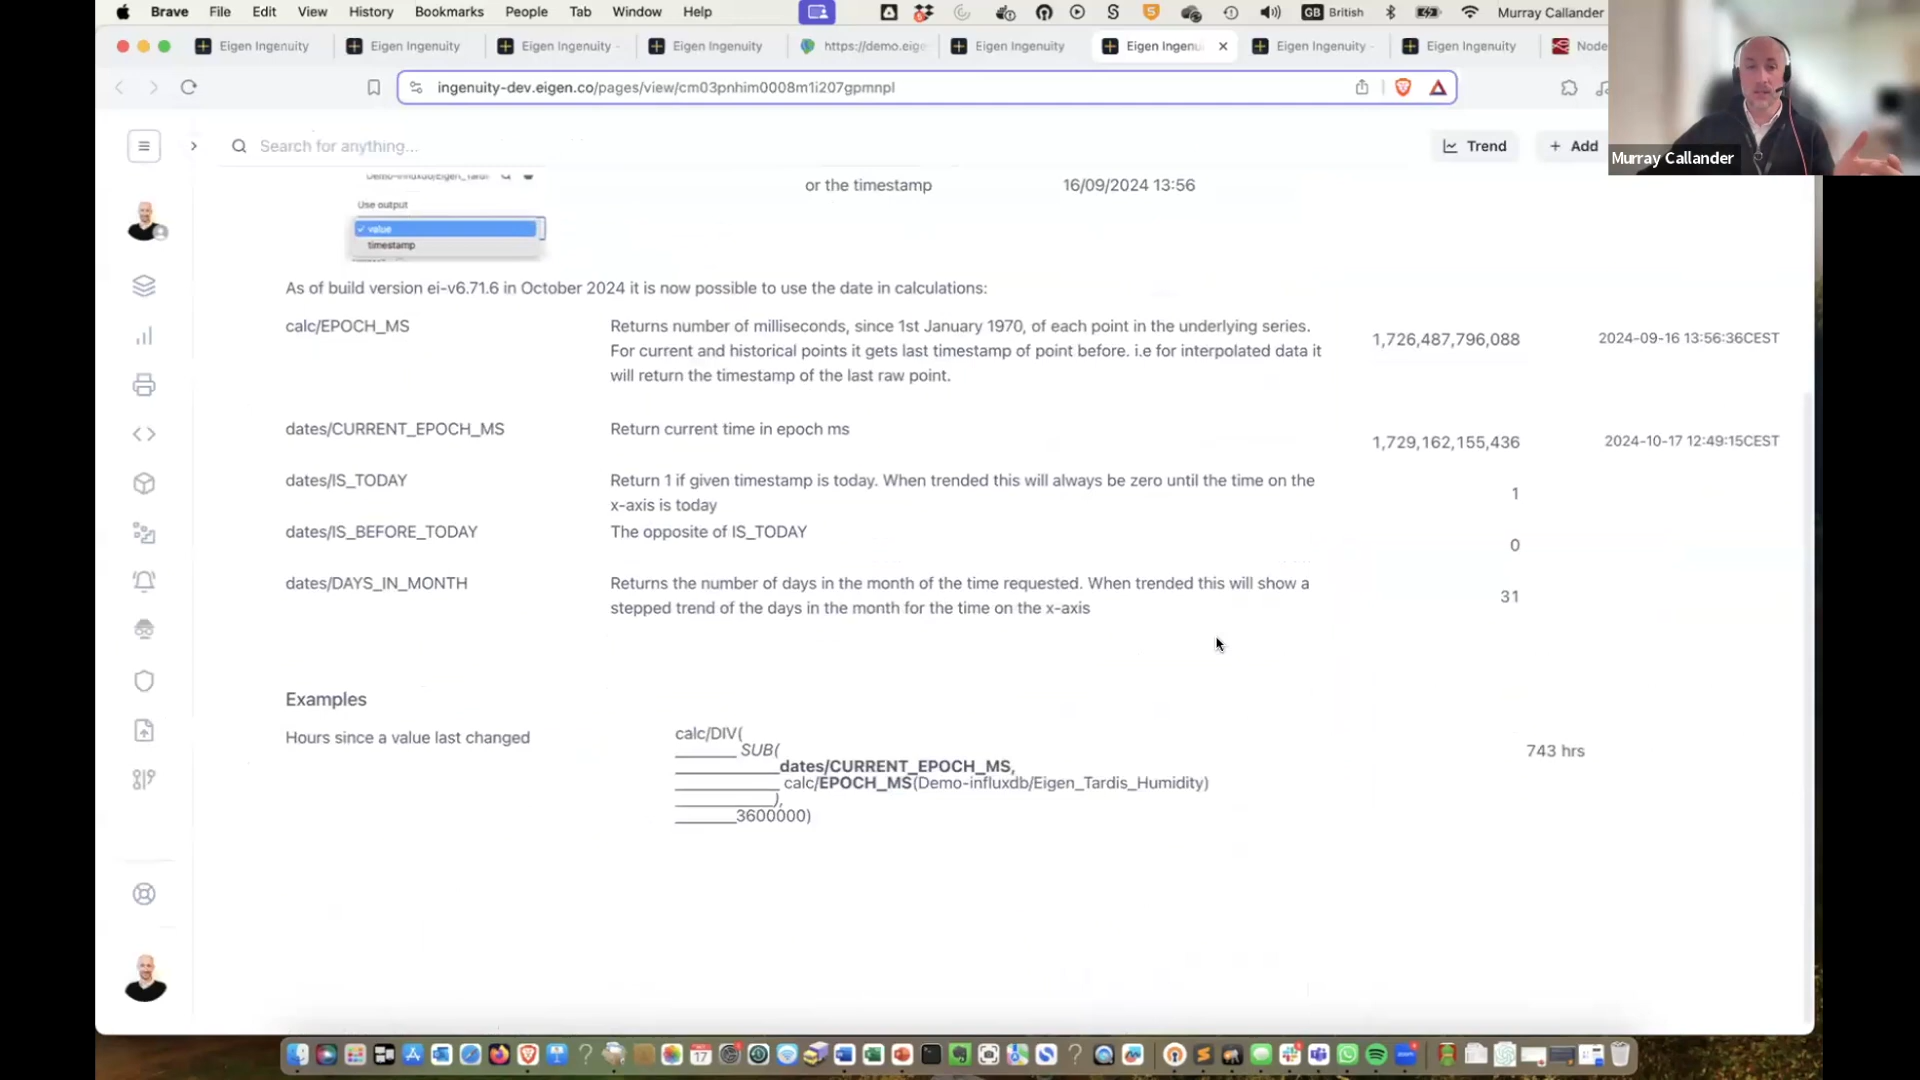 Brave File Edit View History Bookmarks People Tab Window Help GB British Murray Callander
Eigen Ingenuity Eigen Ingenuity Eigen Ingenuity - Eigen Ingenuity https://demo.eige Eigen Ingenuity Eigen Ingenu Eigen Ingenuity - Eigen Ingenuity Node
ingenuity-dev.eigen.co/pages/view/cm03pnhim0008m1i207gpmnpl
Search for anything...
Trend
+ Add
Murray Callander
or the timestamp 16/09/2024 13:56
Use output
✓ value
timestamp
As of build version ei-v6.71.6 in October 2024 it is now possible to use the date in calculations:
calc/EPOCH_MS
Returns number of milliseconds, since 1st January 1970, of each point in the underlying series.
For current and historical points it gets last timestamp of point before. i.e for interpolated data it
will return the timestamp of the last raw point.
1,726,487,796,088
2024-09-16 13:56:36CEST
dates/CURRENT_EPOCH_MS
Return current time in epoch ms
1,729,162,155,436
2024-10-17 12:49:15CEST
dates/IS_TODAY
Return 1 if given timestamp is today. When trended this will always be zero until the time on the
x-axis is today
1
dates/IS_BEFORE_TODAY
The opposite of IS_TODAY
0
dates/DAYS_IN_MONTH
Returns the number of days in the month of the time requested. When trended this will show a
stepped trend of the days in the month for the time on the x-axis
31
Examples
Hours since a value last changed
calc/DIV(
_______ SUB(
____________dates/CURRENT_EPOCH_MS,
____________ calc/EPOCH_MS(Demo-influxdb/Eigen_Tardis_Humidity)
____________),
_______3600000)
743 hrs
17